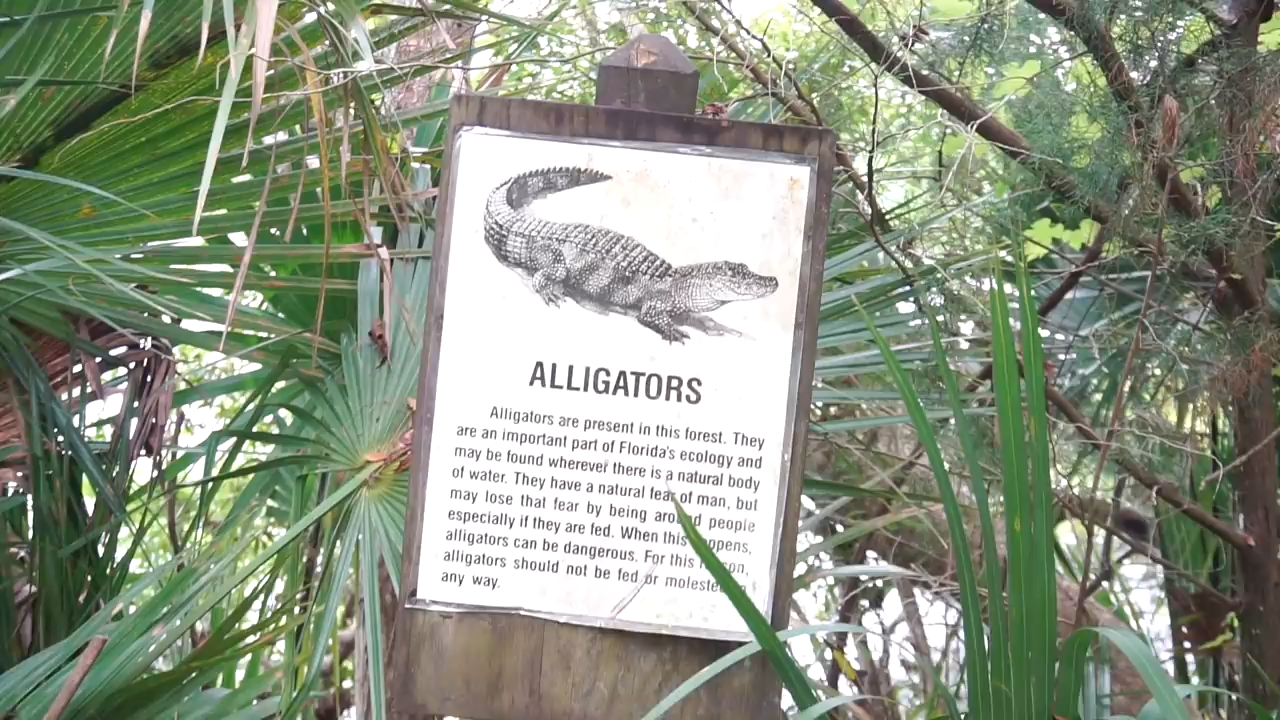 ALLIGATORS
Alligators are present in this forest. They
are an important part of Florida's ecology and
may be found wherever there is a natural body
of water. They have a natural fear of man, but
may lose that fear by being around people
especially if they are fed. When this happens,
alligators can be dangerous. For this reason,
alligators should not be fed or molested in
any way.